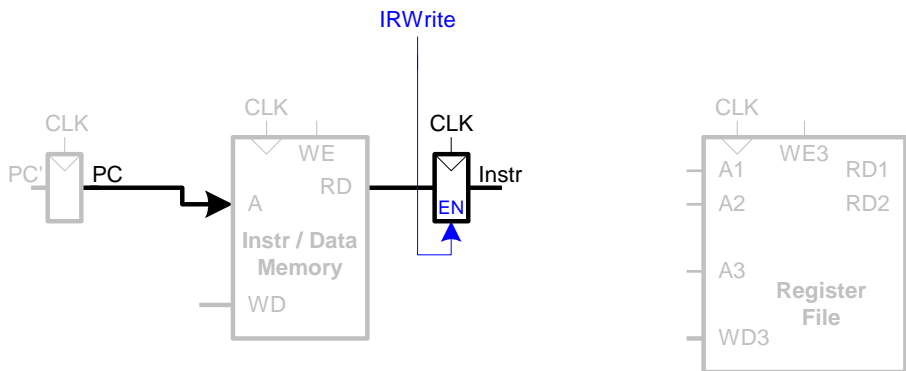 IRWrite
CLK
CLK
CLK
CLK
PC'
PC
WE
RD
A
EN
Instr
Instr / Data
Memory
WD
WE3
A1
RD1
A2
RD2
A3
Register
File
WD3